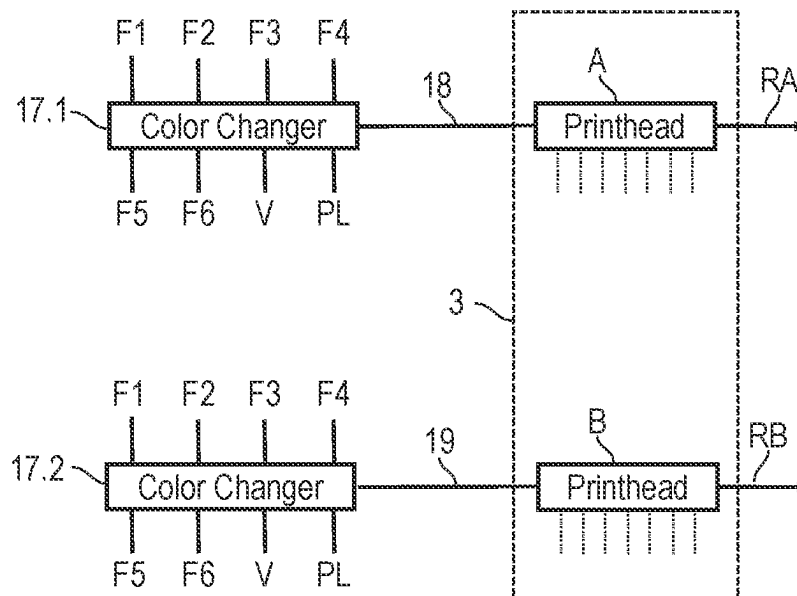 F1 F2 F3 F4
17.1 Color Changer 18 A Printhead RA
F5 F6 V PL
3
F1 F2 F3 F4
17.2 Color Changer 19 B Printhead RB
F5 F6 V PL